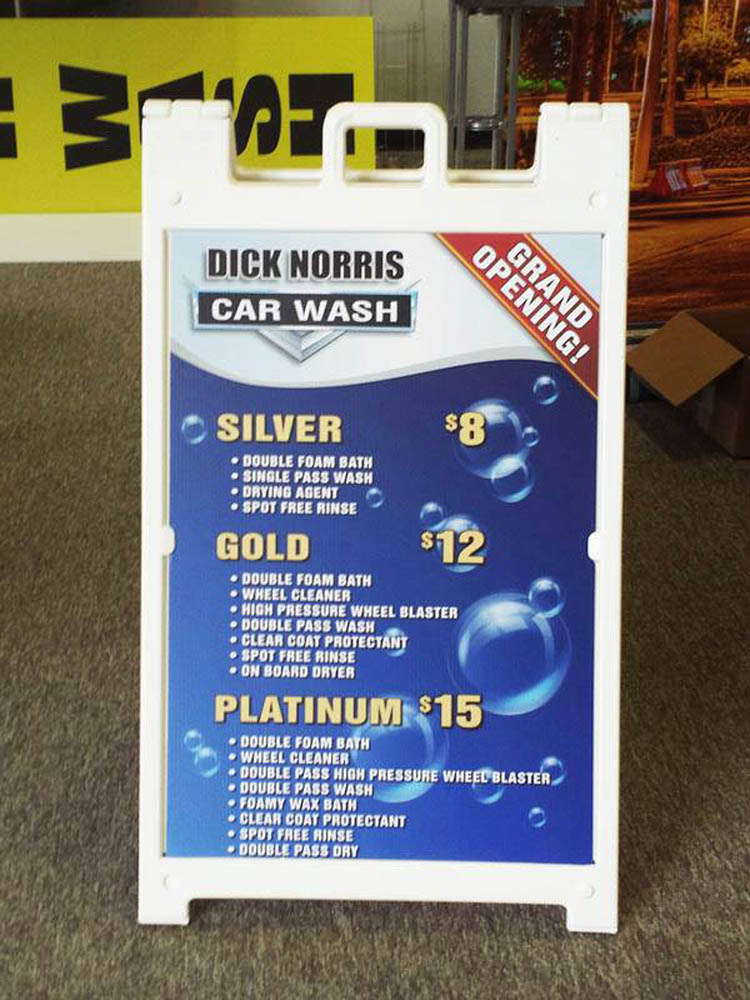 WASH
DICK NORRIS
CAR WASH
GRAND
OPENING!
SILVER $8
• DOUBLE FOAM BATH
• SINGLE PASS WASH
• DRYING AGENT
• SPOT FREE RINSE
GOLD $12
• DOUBLE FOAM BATH
• WHEEL CLEANER
• HIGH PRESSURE WHEEL BLASTER
• DOUBLE PASS WASH
• CLEAR COAT PROTECTANT
• SPOT FREE RINSE
• ON BOARD DRYER
PLATINUM $15
• DOUBLE FOAM BATH
• WHEEL CLEANER
• DOUBLE PASS HIGH PRESSURE WHEEL BLASTER
• DOUBLE PASS WASH
• FOAMY WAX BATH
• CLEAR COAT PROTECTANT
• SPOT FREE RINSE
• DOUBLE PASS DRY